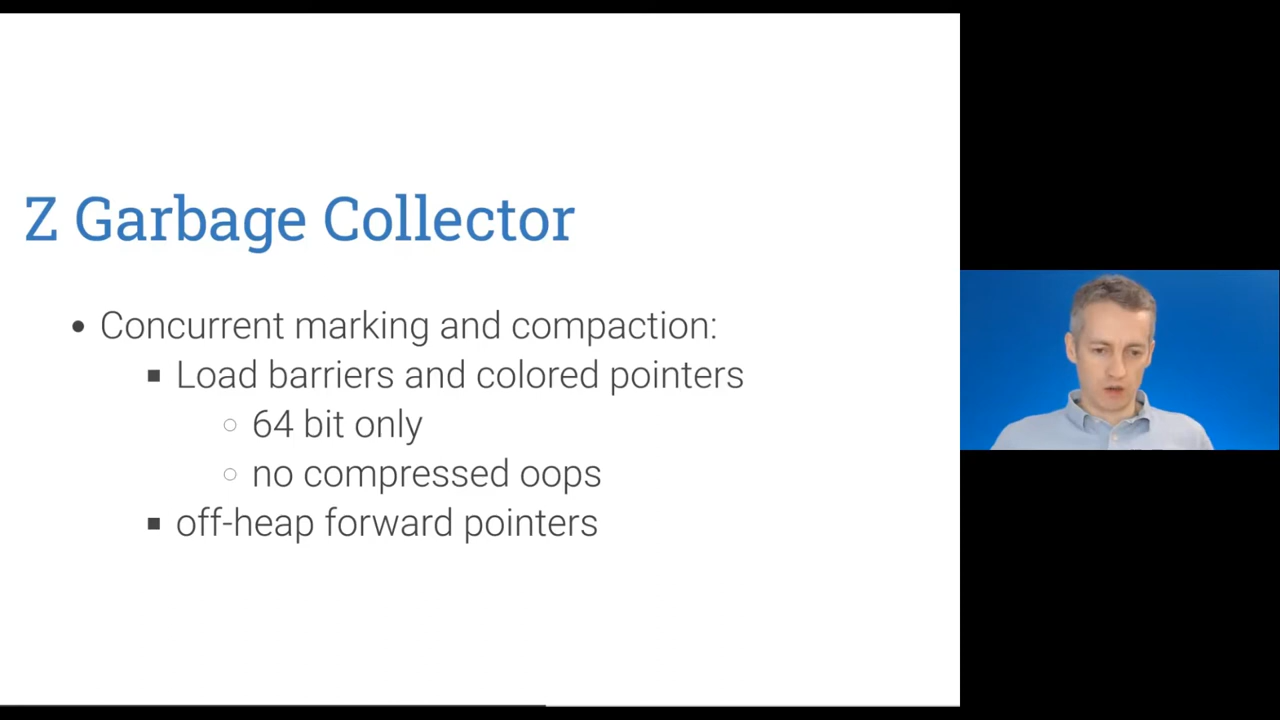 Z Garbage Collector
Concurrent marking and compaction:
Load barriers and colored pointers
64 bit only
no compressed oops
off-heap forward pointers